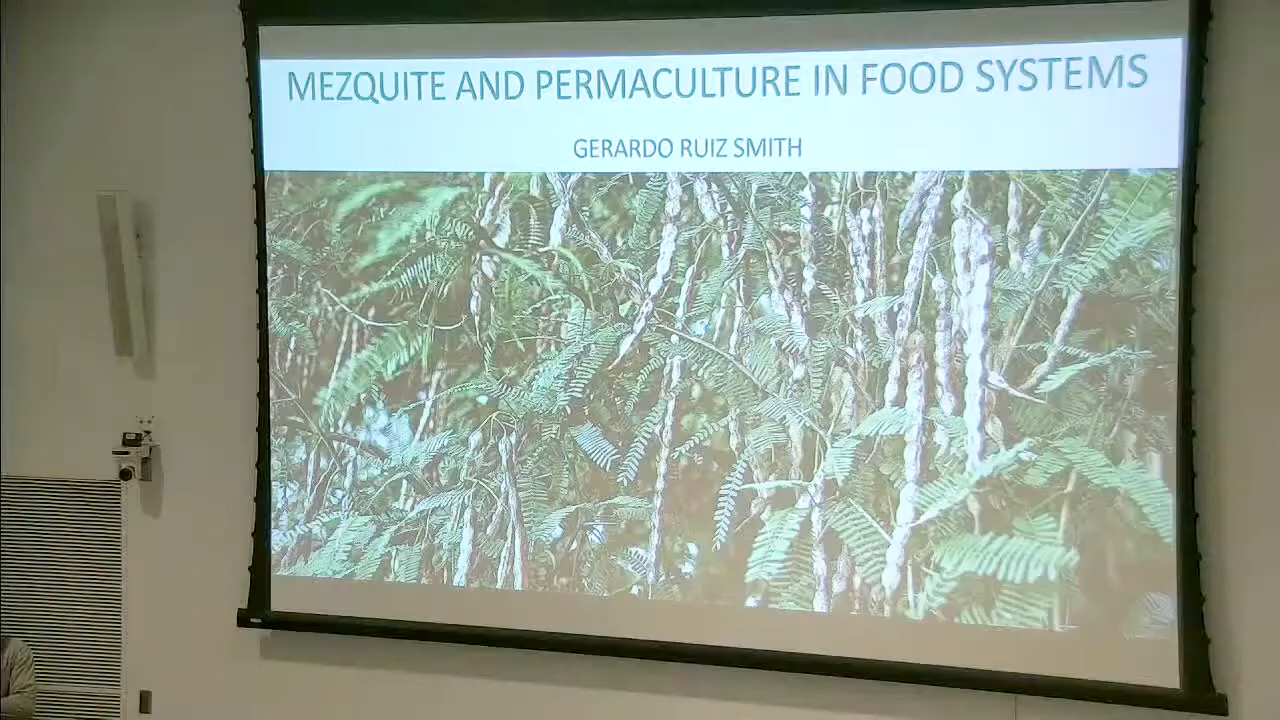 MEZQUITE AND PERMACULTURE IN FOOD SYSTEMS
GERARDO RUIZ SMITH